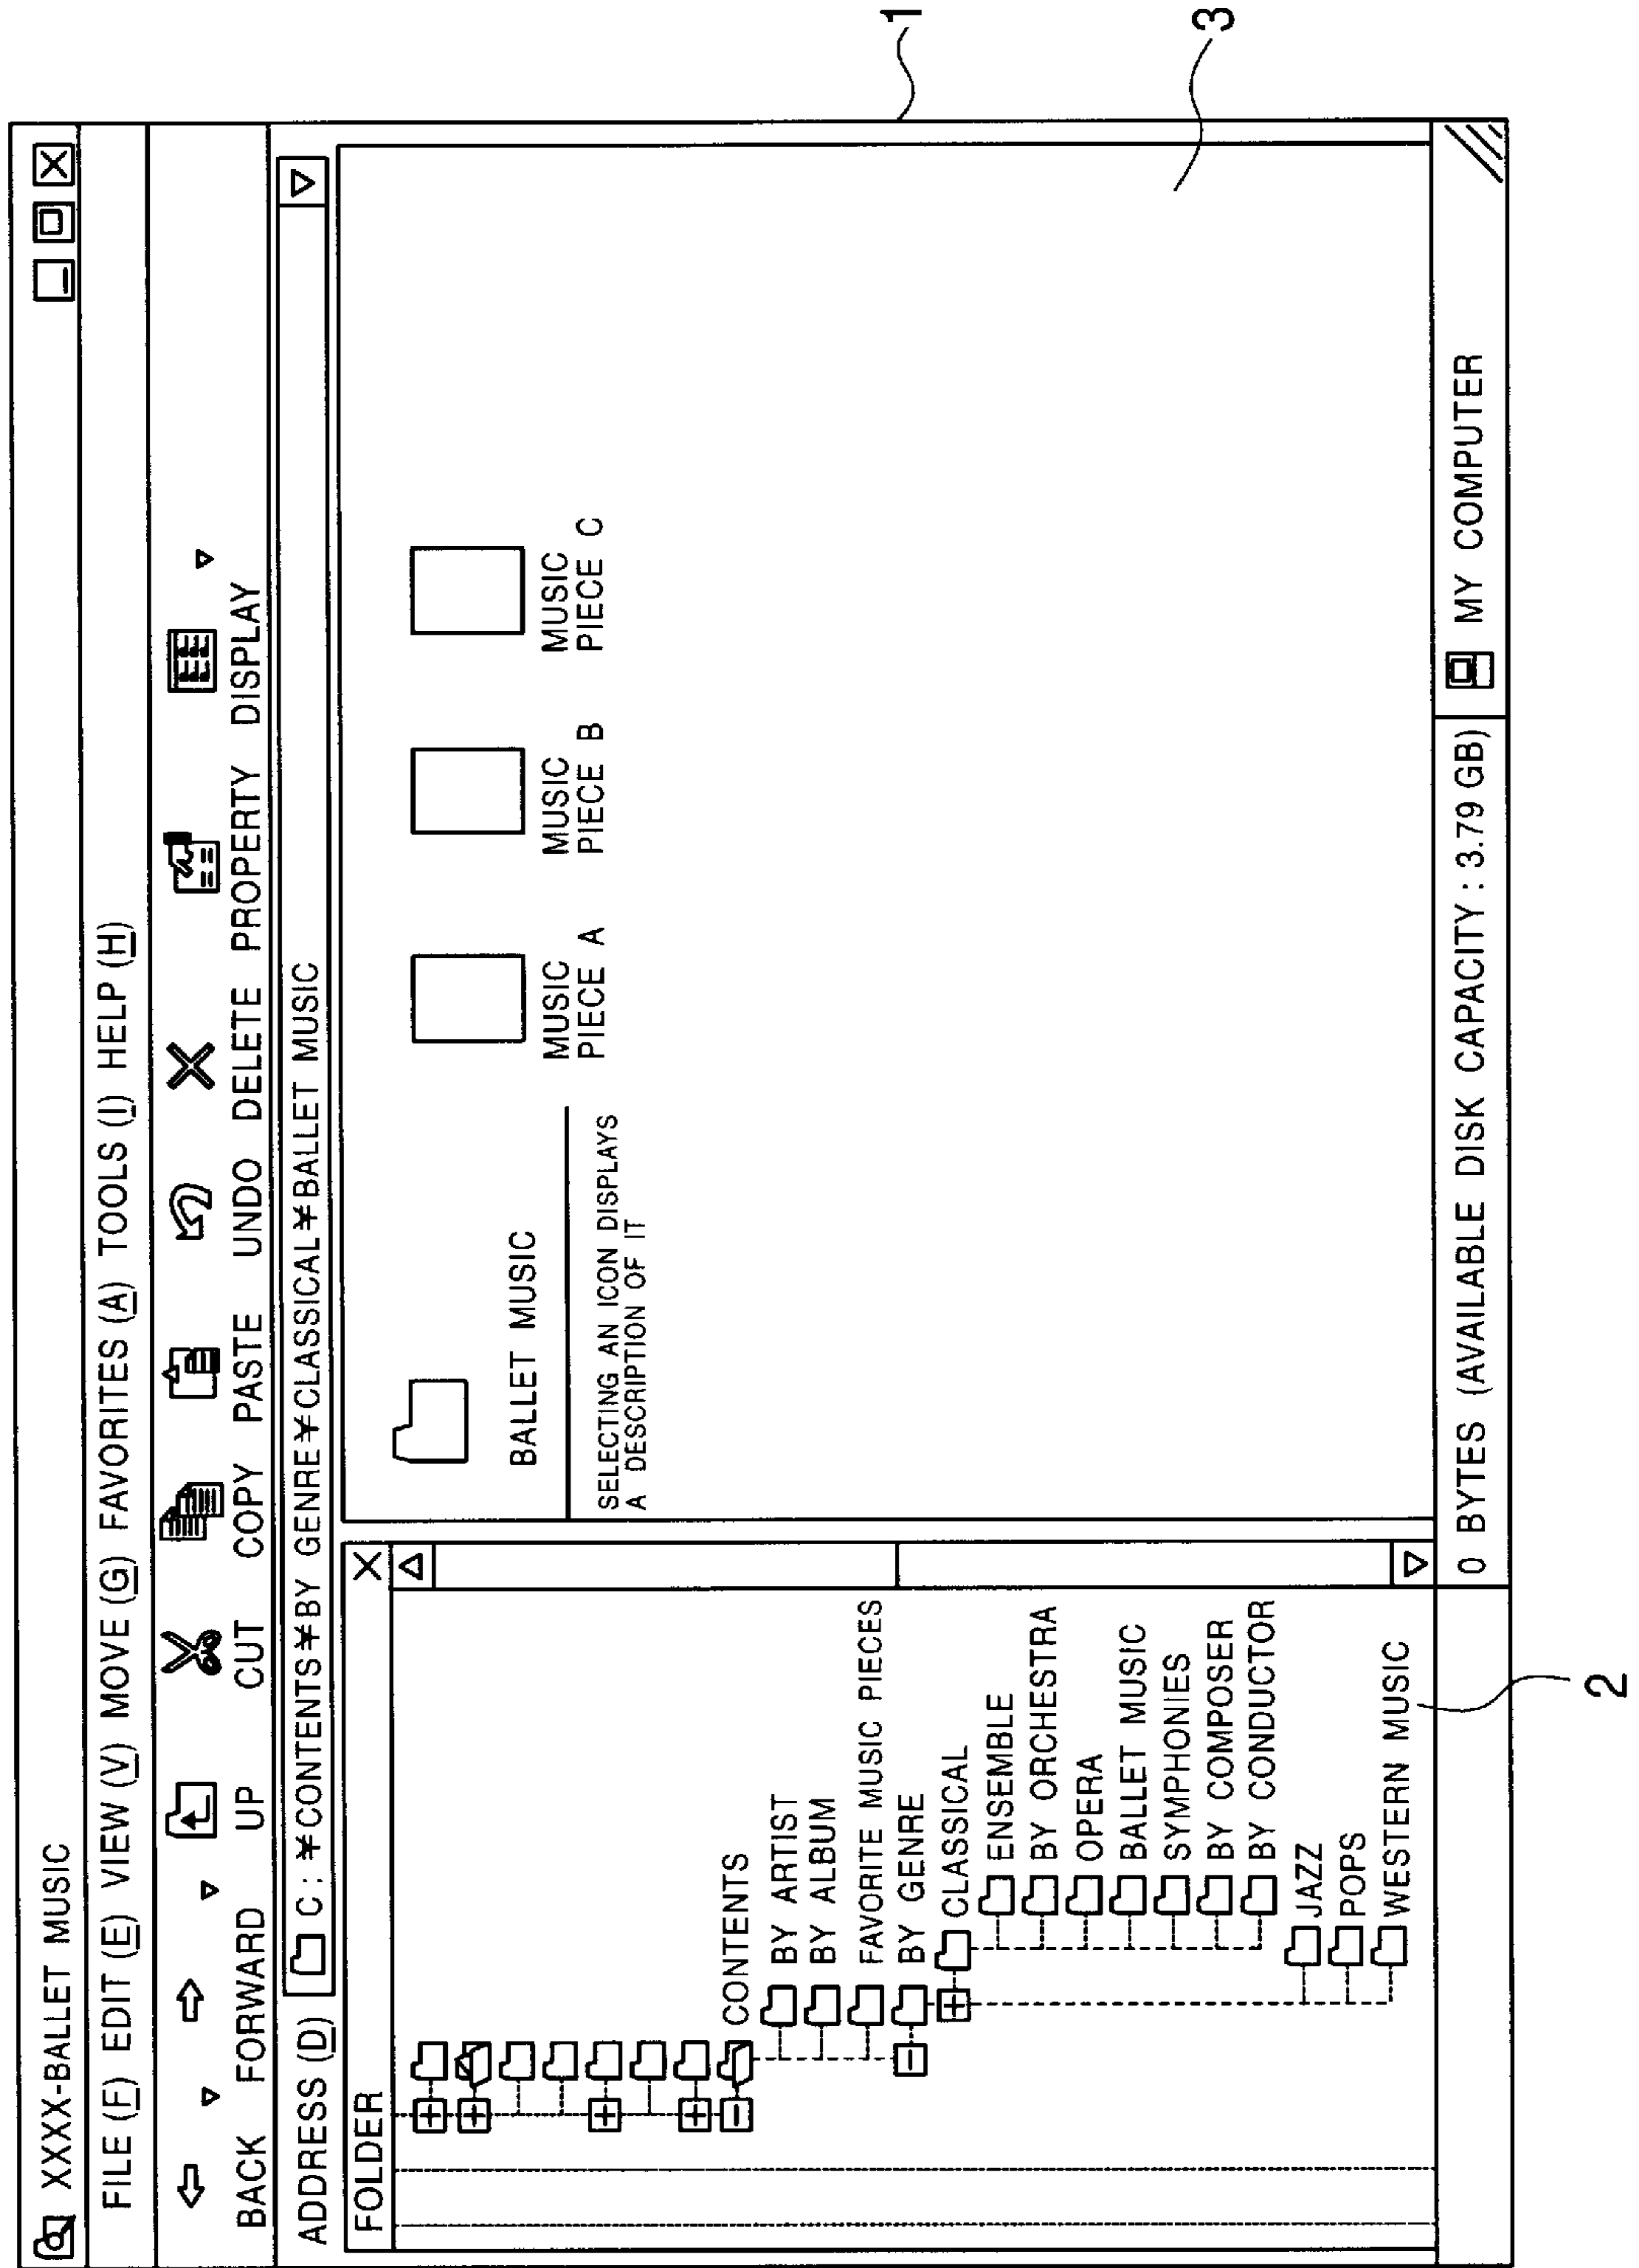 XXXX-BALLET MUSIC
FILE (F) EDIT (E) VIEW (V) MOVE (G) FAVORITES (A) TOOLS (I) HELP (H)
BACK FORWARD UP CUT COPY PASTE UNDO DELETE PROPERTY DISPLAY
ADDRESS (D) C : ¥CONTENTS¥BY GENRE¥CLASSICAL¥BALLET MUSIC
FOLDER
CONTENTS
BY ARTIST
BY ALBUM
FAVORITE MUSIC PIECES
BY GENRE
CLASSICAL
ENSEMBLE
BY ORCHESTRA
OPERA
BALLET MUSIC
SYMPHONIES
BY COMPOSER
BY CONDUCTOR
JAZZ
POPS
WESTERN MUSIC
BALLET MUSIC
SELECTING AN ICON DISPLAYS
A DESCRIPTION OF IT
MUSIC
PIECE A
MUSIC
PIECE B
MUSIC
PIECE C
0 BYTES (AVAILABLE DISK CAPACITY : 3.79 GB)
MY COMPUTER
1
3
2